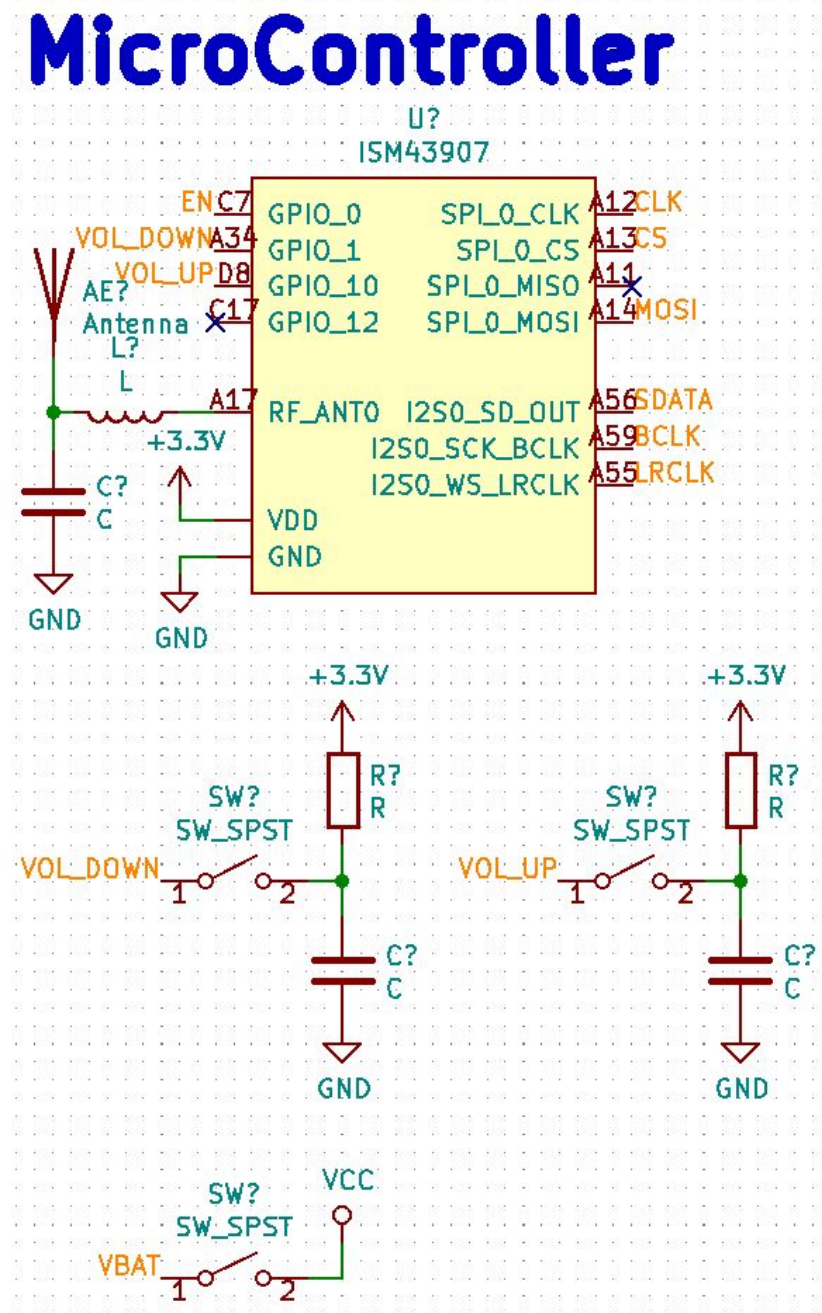 MicroController
U?
ISM43907
EN C7 GPIO_0 SPI_0_CLK A12 CLK
VOL_DOWN A34 GPIO_1 SPI_0_CS A13 CS
VOL_UP D8 GPIO_10 SPI_0_MISO A11
AE?
Antenna
C17 GPIO_12 SPI_0_MOSI A14 MOSI
L?
L
A17 RF_ANT0 I2S0_SD_OUT A56 SDATA
+3.3V
I2S0_SCK_BCLK A59 BCLK
I2S0_WS_LRCLK A55 LRCLK
C?
C
VDD
GND
GND
GND
+3.3V
R?
R
SW?
SW_SPST
VOL_DOWN
1 2
C?
C
GND
+3.3V
R?
R
SW?
SW_SPST
VOL_UP
1 2
C?
C
GND
VCC
SW?
SW_SPST
VBAT
1 2